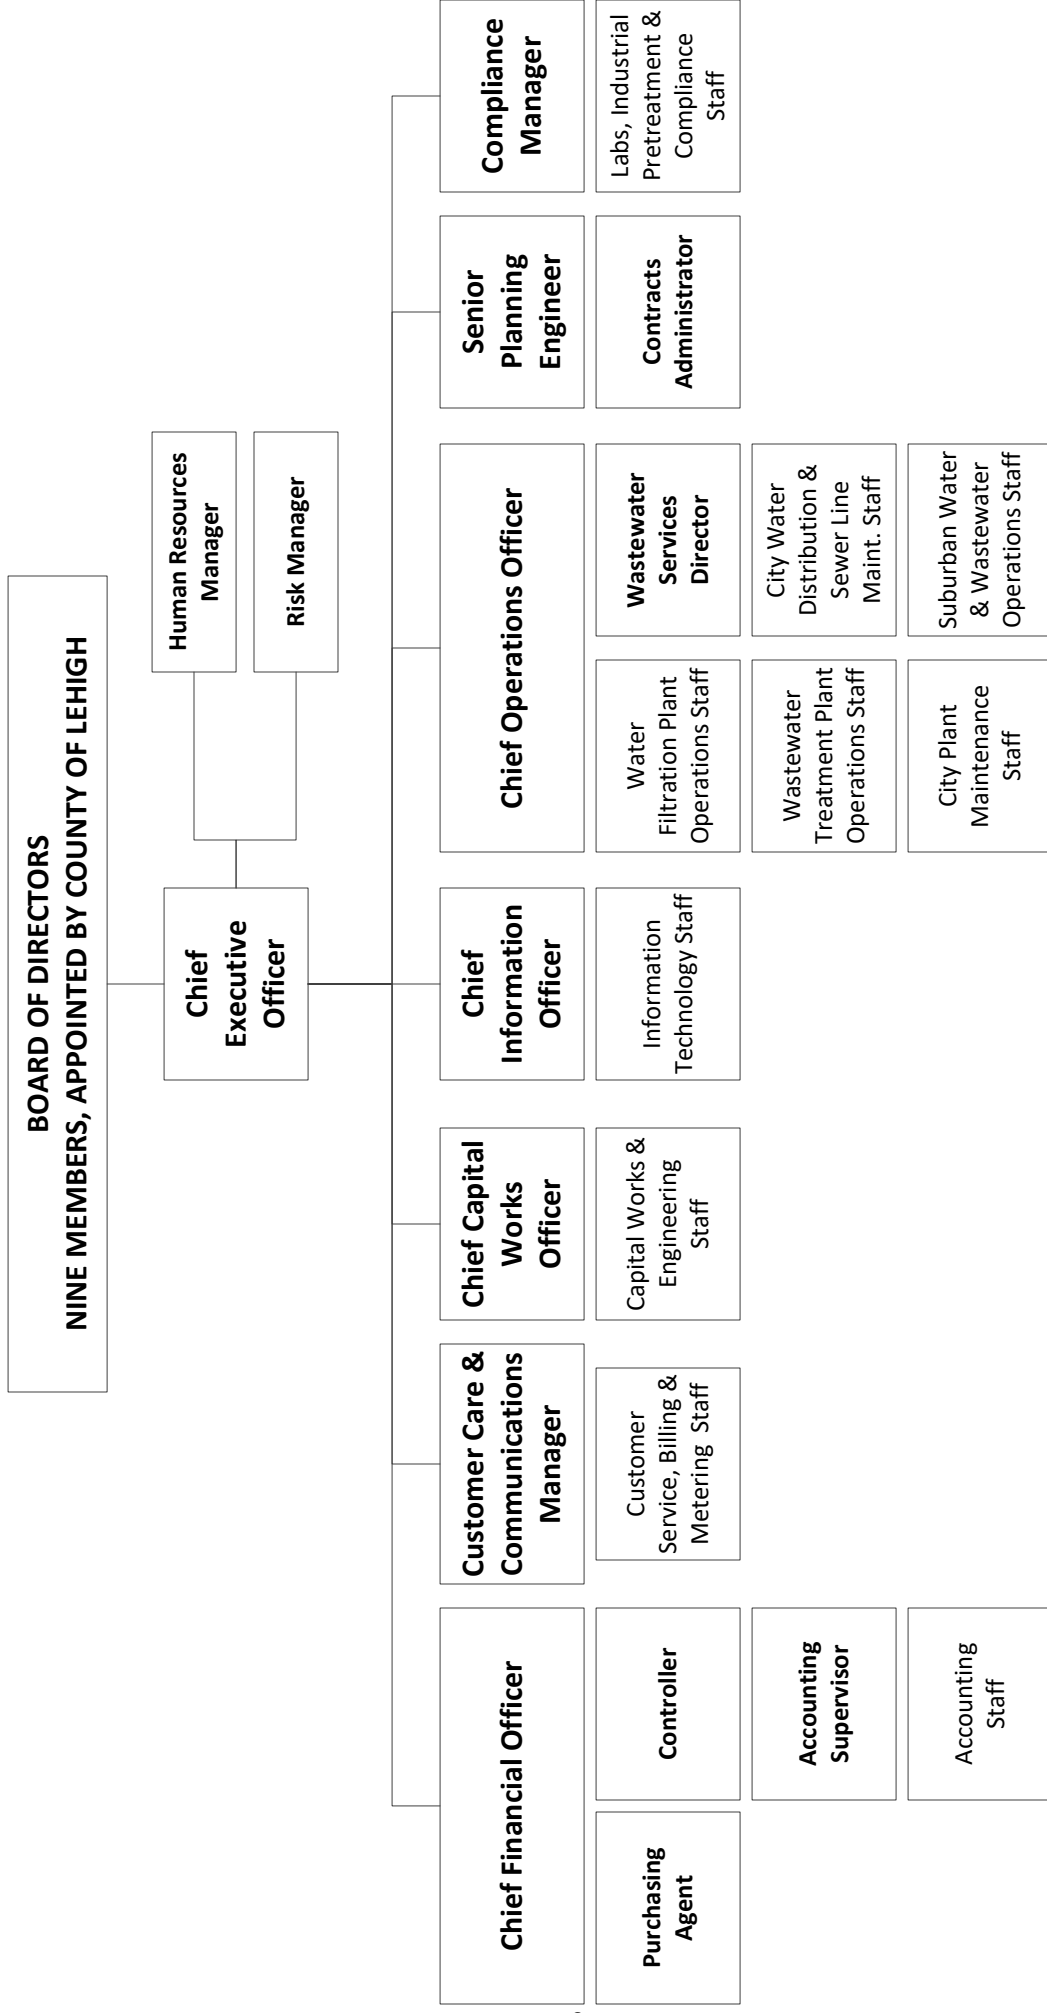 BOARD OF DIRECTORS
NINE MEMBERS, APPOINTED BY COUNTY OF LEHIGH
Chief
Executive
Officer
Human Resources
Manager
Risk Manager
Chief Financial Officer
Customer Care &
Communications
Manager
Chief Capital
Works
Officer
Chief
Information
Officer
Chief Operations Officer
Senior
Planning
Engineer
Compliance
Manager
Purchasing
Agent
Controller
Customer
Service, Billing &
Metering  Staff
Capital Works &
Engineering
Staff
Information
Technology Staff
Water
Filtration Plant
Operations Staff
Wastewater
Services
Director
Contracts
Administrator
Labs, Industrial
Pretreatment &
Compliance
Staff
Accounting
Supervisor
Wastewater
Treatment Plant
Operations Staff
City Water
Distribution &
Sewer Line
Maint. Staff
Accounting
Staff
City Plant
Maintenance
Staff
Suburban Water
& Wastewater
Operations Staff